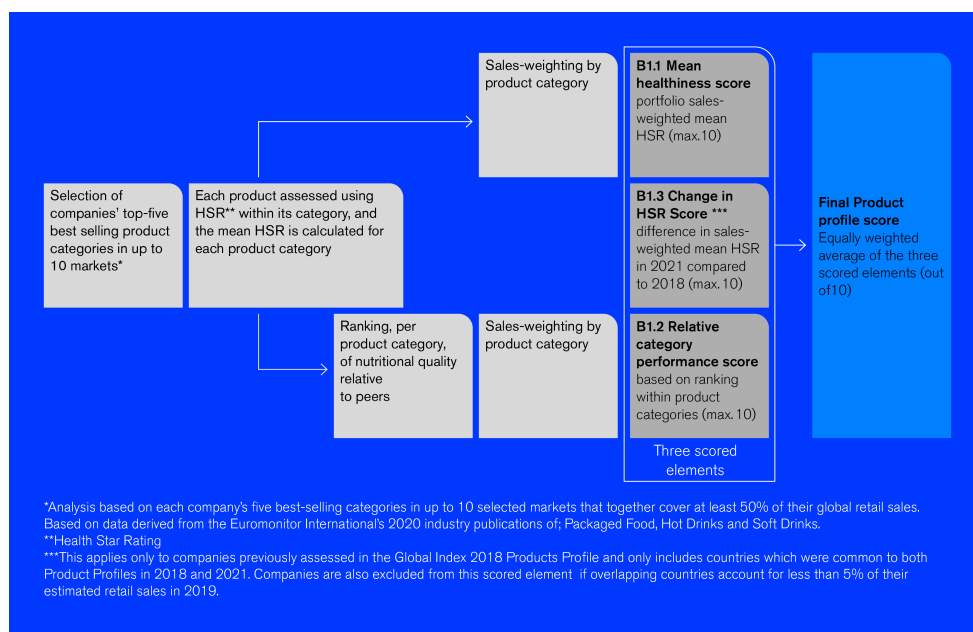 Selection of
companies' top-five
best selling product
categories in up to
10 markets*
Each product assessed using
HSR** within its category, and
the mean HSR is calculated for
each product category
Sales-weighting by
product category
B1.1 Mean
healthiness score
portfolio sales-
weighted mean
HSR (max.10)
B1.3 Change in
HSR Score ***
difference in sales-
weighted mean HSR
in 2021 compared
to 2018 (max.10)
Ranking, per
product category,
of nutritional quality
relative
to peers
Sales-weighting by
product category
B1.2 Relative
category
performance score
based on ranking
within product
categories (max.10)
Three scored
elements
Final Product
profile score
Equally weighted
average of the three
scored elements (out
of10)
*Analysis based on each company's five best-selling categories in up to 10 selected markets that together cover at least 50% of their global retail sales.
Based on data derived from the Euromonitor International's 2020 industry publications of; Packaged Food, Hot Drinks and Soft Drinks.
**Health Star Rating
***This applies only to companies previously assessed in the Global Index 2018 Products Profile and only includes countries which were common to both
Product Profiles in 2018 and 2021. Companies are also excluded from this scored element if overlapping countries account for less than 5% of their
estimated retail sales in 2019.